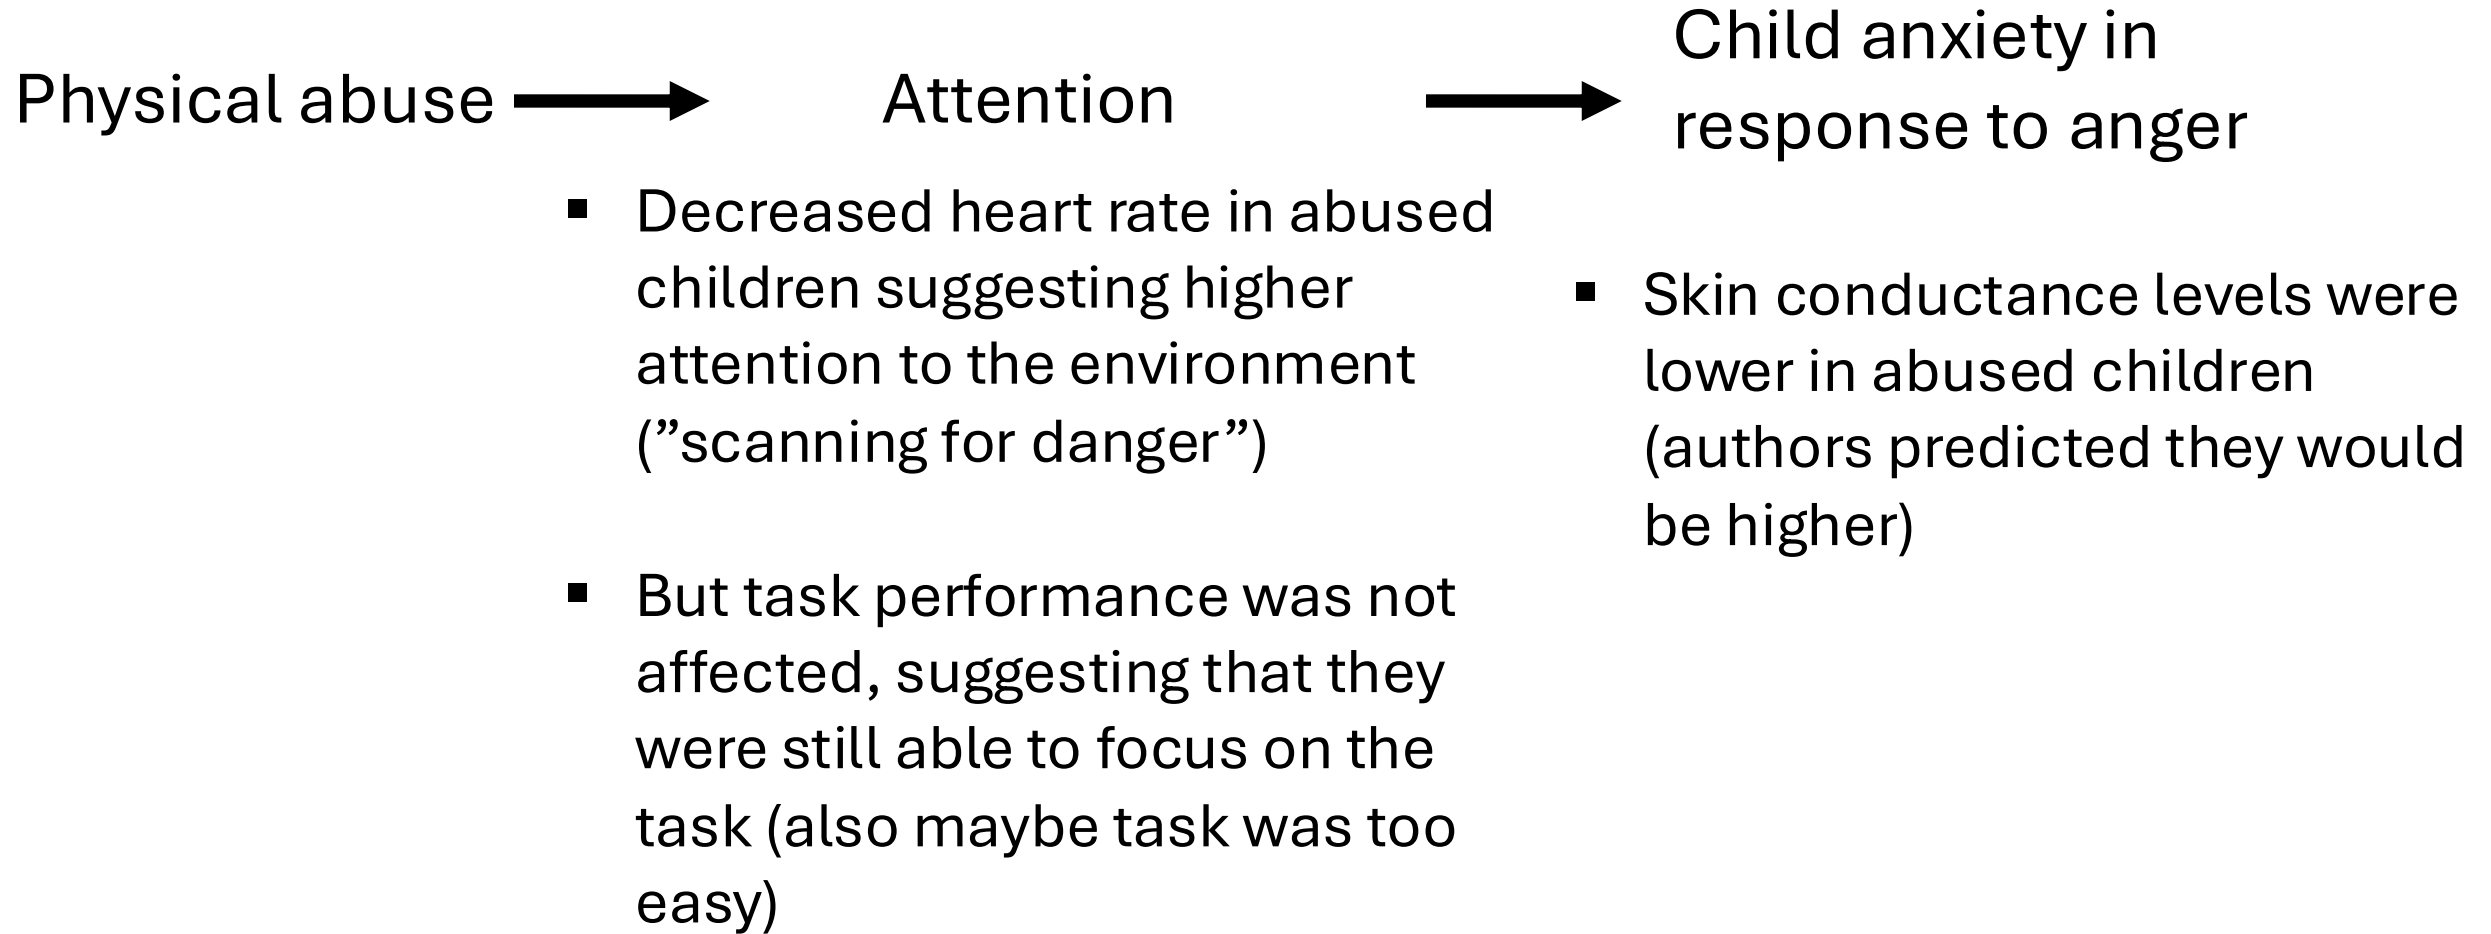 Physical abuse
Attention
Child anxiety in
response to anger
▪ Decreased heart rate in abused
children suggesting higher
attention to the environment
(”scanning for danger”)
▪ But task performance was not
affected, suggesting that they
were still able to focus on the
task (also maybe task was too
easy)
▪ Skin conductance levels were
lower in abused children
(authors predicted they would
be higher)